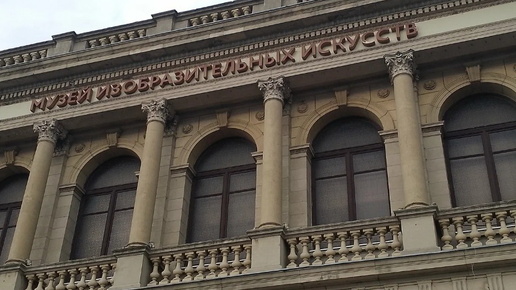 МУЗЕЙ ИЗОБРАЗИТЕЛЬНЫХ ИСКУССТВ